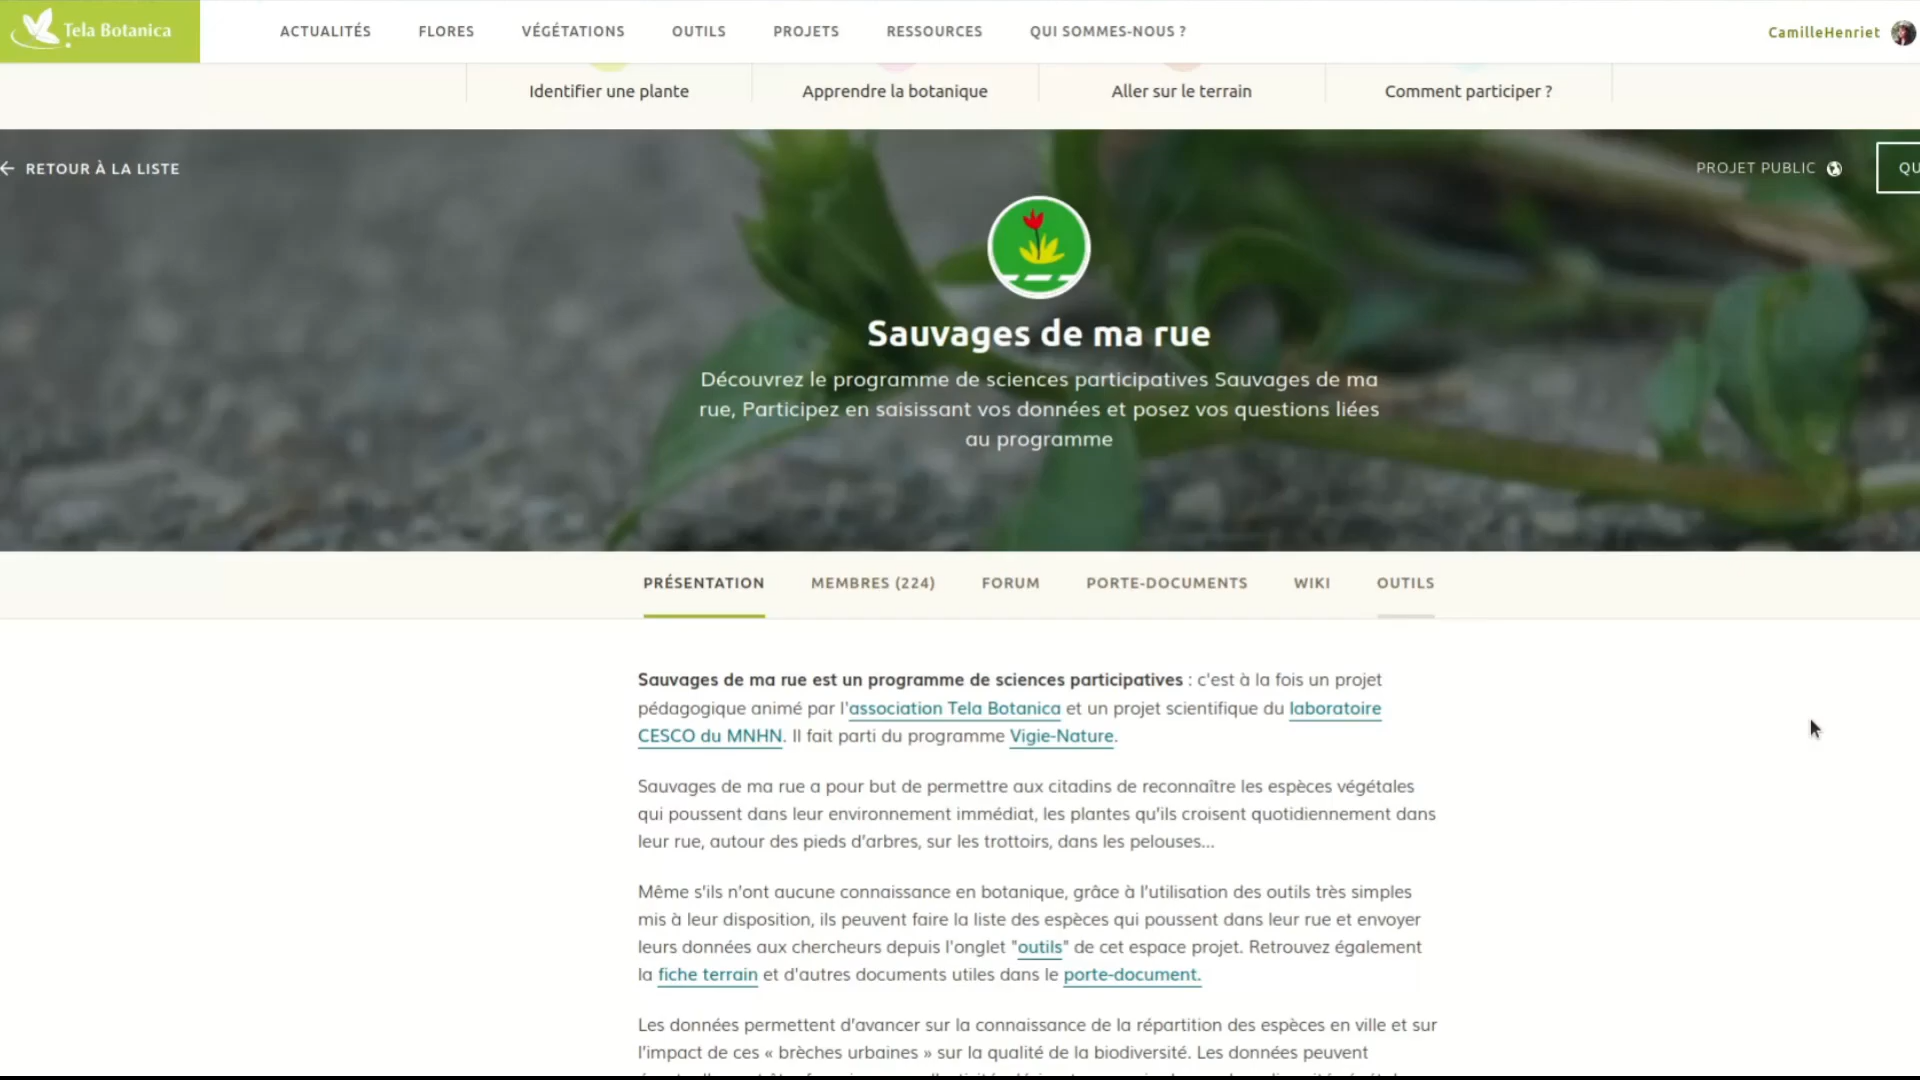 Tela Botanica
ACTUALITÉS FLORES VÉGÉTATIONS OUTILS PROJETS RESSOURCES QUI SOMMES-NOUS ?
CamilleHenriet
Identifier une plante Apprendre la botanique Aller sur le terrain Comment participer ?
RETOUR À LA LISTE
PROJET PUBLIC
QU
Sauvages de ma rue
Découvrez le programme de sciences participatives Sauvages de ma
rue, Participez en saisissant vos données et posez vos questions liées
au programme
PRÉSENTATION MEMBRES (224) FORUM PORTE-DOCUMENTS WIKI OUTILS
Sauvages de ma rue est un programme de sciences participatives : c'est à la fois un projet
pédagogique animé par l'association Tela Botanica et un projet scientifique du laboratoire
CESCO du MNHN. Il fait parti du programme Vigie-Nature.
Sauvages de ma rue a pour but de permettre aux citadins de reconnaître les espèces végétales
qui poussent dans leur environnement immédiat, les plantes qu'ils croisent quotidiennement dans
leur rue, autour des pieds d'arbres, sur les trottoirs, dans les pelouses...
Même s'ils n'ont aucune connaissance en botanique, grâce à l'utilisation des outils très simples
mis à leur disposition, ils peuvent faire la liste des espèces qui poussent dans leur rue et envoyer
leurs données aux chercheurs depuis l'onglet "outils" de cet espace projet. Retrouvez également
la fiche terrain et d'autres documents utiles dans le porte-document.
Les données permettent d'avancer sur la connaissance de la répartition des espèces en ville et sur
l'impact de ces « brèches urbaines » sur la qualité de la biodiversité. Les données peuvent